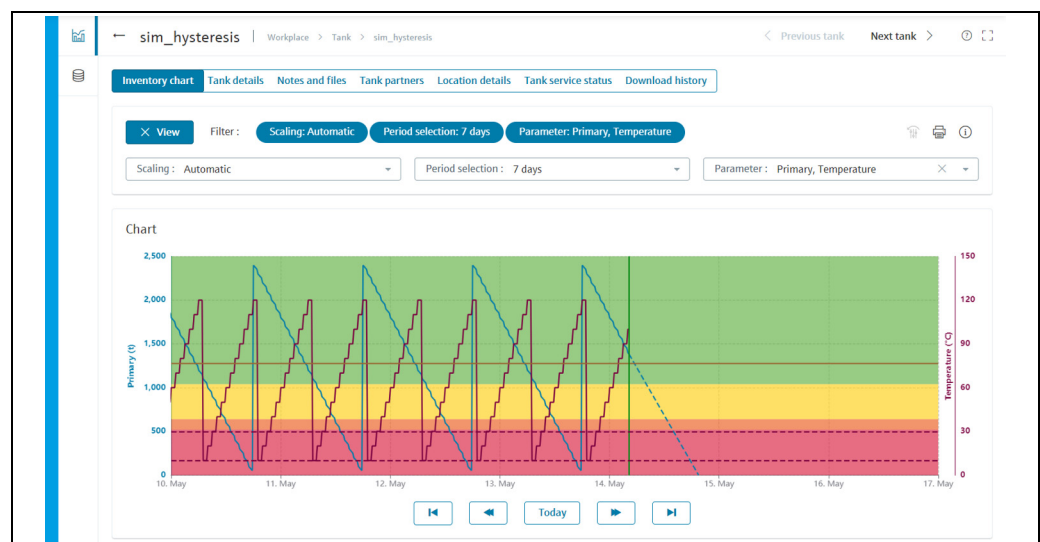 ← sim_hysteresis | Workplace > Tank > sim_hysteresis < Previous tank Next tank >
Inventory chart Tank details Notes and files Tank partners Location details Tank service status Download history
× View Filter : Scaling: Automatic Period selection: 7 days Parameter: Primary, Temperature
Scaling : Automatic Period selection : 7 days Parameter : Primary, Temperature
Chart
2,500 150
2,000 120
1,500 90
1,000 60
500 30
0 0
Primary (t)
Temperature (°C)
10. May 11. May 12. May 13. May 14. May 15. May 16. May 17. May
Today